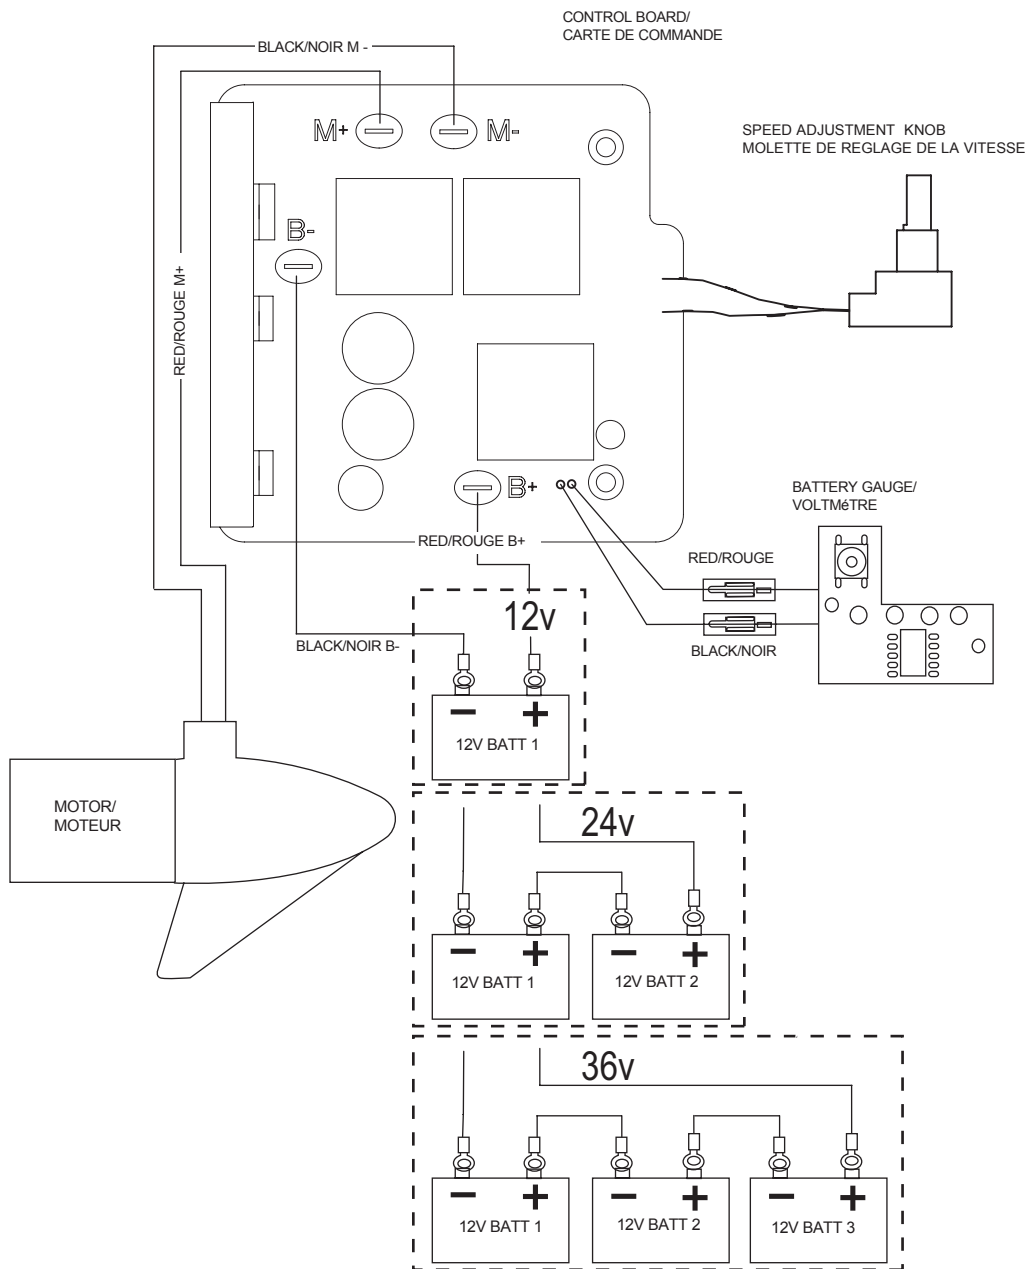 CONTROL BOARD/
CARTE DE COMMANDE
BLACK/NOIR M -
M+
M-
SPEED ADJUSTMENT KNOB
MOLETTE DE REGLAGE DE LA VITESSE
B-
RED/ROUGE M+
B+
BATTERY GAUGE/
VOLTMéTRE
RED/ROUGE B+
RED/ROUGE
12v
BLACK/NOIR B-
BLACK/NOIR
12V BATT 1
MOTOR/
MOTEUR
24v
12V BATT 1
12V BATT 2
36v
12V BATT 1
12V BATT 2
12V BATT 3